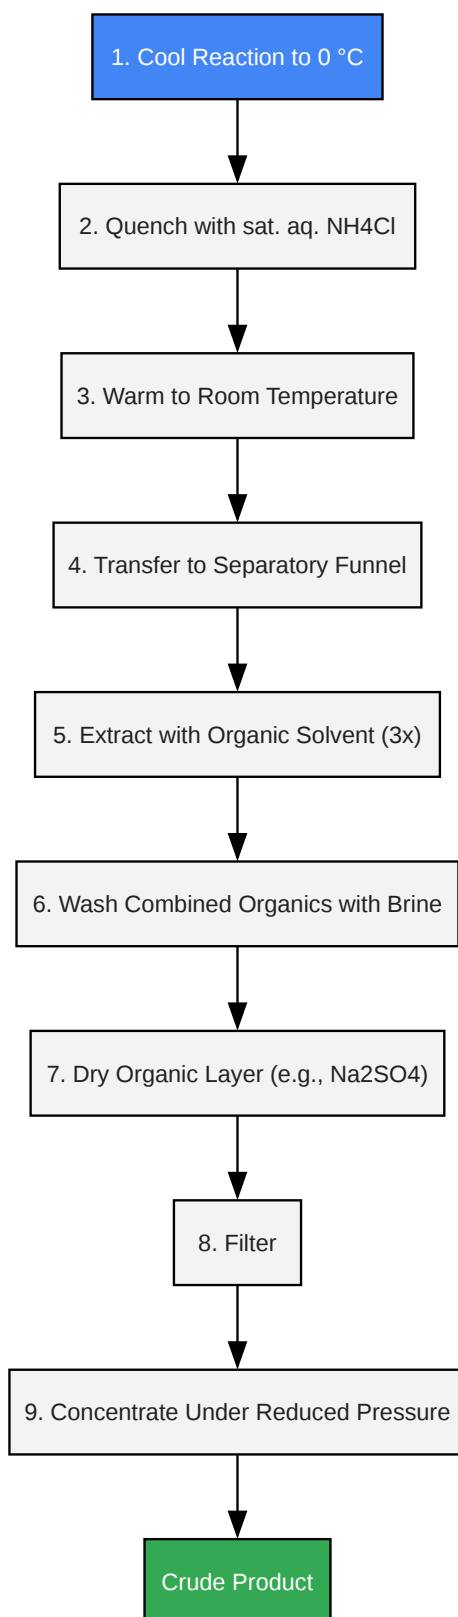 1. Cool Reaction to 0 °C
2. Quench with sat. aq. NH4Cl
3. Warm to Room Temperature
4. Transfer to Separatory Funnel
5. Extract with Organic Solvent (3x)
6. Wash Combined Organics with Brine
7. Dry Organic Layer (e.g., Na2SO4)
8. Filter
9. Concentrate Under Reduced Pressure
Crude Product